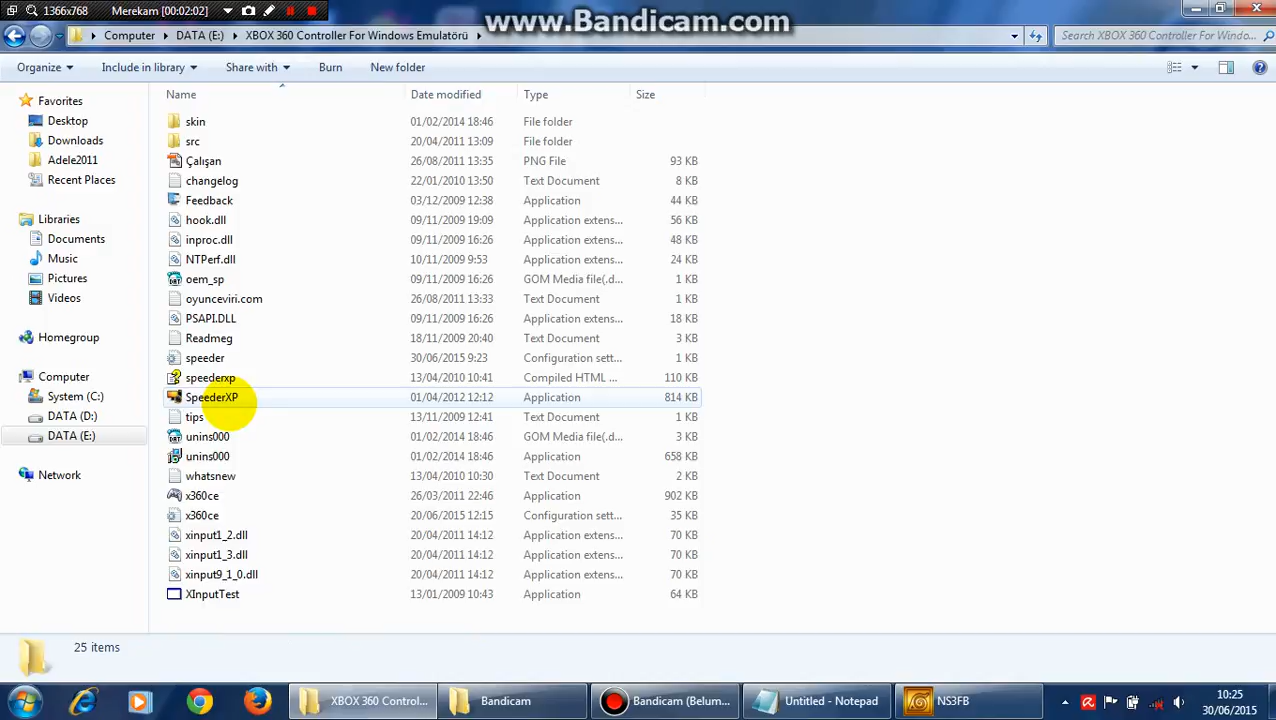 1366x768 Merekam [00:02:02]
www.Bandicam.com
Computer DATA (E:) XBOX 360 Controller For Windows Emulatörü
Search XBOX 360 Controller For Windo...
Organize Include in library Share with Burn New folder
Name Date modified Type Size
Favorites
Desktop
Downloads
Adele2011
Recent Places
Libraries
Documents
Music
Pictures
Videos
Homegroup
Computer
System (C:)
DATA (D:)
DATA (E:)
Network
skin 01/02/2014 18:46 File folder
src 20/04/2011 13:09 File folder
Çalışan 26/08/2011 13:35 PNG File 93 KB
changelog 22/01/2010 13:50 Text Document 8 KB
Feedback 03/12/2009 12:38 Application 44 KB
hook.dll 09/11/2009 19:09 Application extens... 56 KB
inproc.dll 09/11/2009 16:26 Application extens... 48 KB
NTPerf.dll 10/11/2009 9:53 Application extens... 40 KB
oem_sp 09/11/2009 16:26 GOM Media file(.d... 1 KB
oyunceviri.com 26/08/2011 13:33 Text Document 1 KB
PSAPI.DLL 09/11/2009 16:26 Application extens... 18 KB
Readmeg 18/11/2009 20:40 Text Document 3 KB
speeder 30/06/2015 9:23 Configuration sett... 1 KB
speederxp 13/04/2010 10:41 Compiled HTML ... 110 KB
SpeederXP 01/04/2012 12:12 Application 814 KB
tips 13/11/2009 12:41 Text Document 1 KB
unins000 01/02/2014 18:46 GOM Media file(.d... 3 KB
unins000 01/02/2014 18:46 Application 658 KB
whatsnew 13/04/2010 10:30 Text Document 2 KB
x360ce 26/03/2011 22:46 Application 902 KB
x360ce 20/06/2015 12:15 Configuration sett... 35 KB
xinput1_2.dll 20/04/2011 14:12 Application extens... 70 KB
xinput1_3.dll 20/04/2011 14:12 Application extens... 70 KB
xinput9_1_0.dll 20/04/2011 14:12 Application extens... 70 KB
XInputTest 13/01/2009 10:43 Application 64 KB
25 items
XBOX 360 Control... Bandicam Bandicam (Belum... Untitled - Notepad NS3FB
10:25
30/06/2015